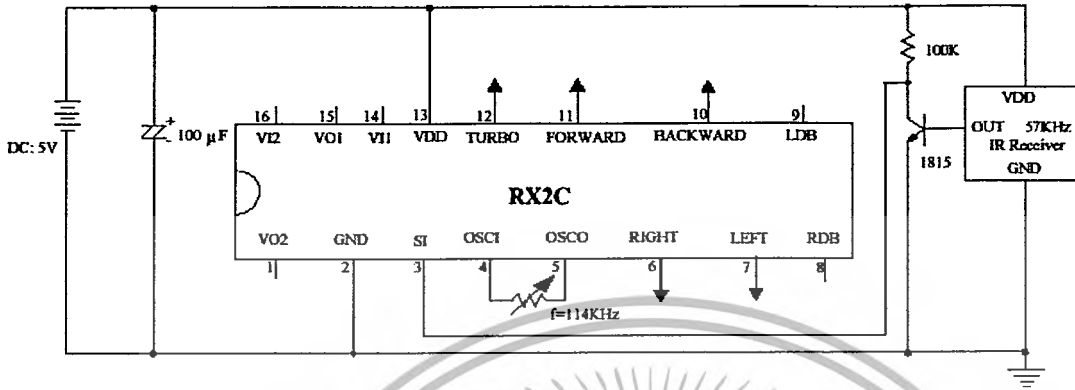 100K
VDD
OUT 57KHz
IR Receiver
GND
1815
DC: 5V
+
-
100 μF
16 15 14 13 12 11 10 9
VI2 VO1 VI1 VDD TURBO FORWARD BACKWARD LDB
RX2C
VO2 GND SI OSCI OSCO RIGHT LEFT RDB
1 2 3 4 5 6 7 8
f=114KHz